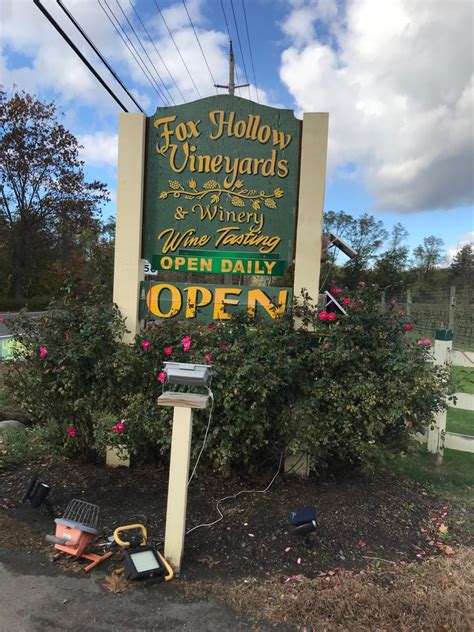 Fox Hollow
Vineyards
& Winery
Wine Tasting
OPEN DAILY
OPEN